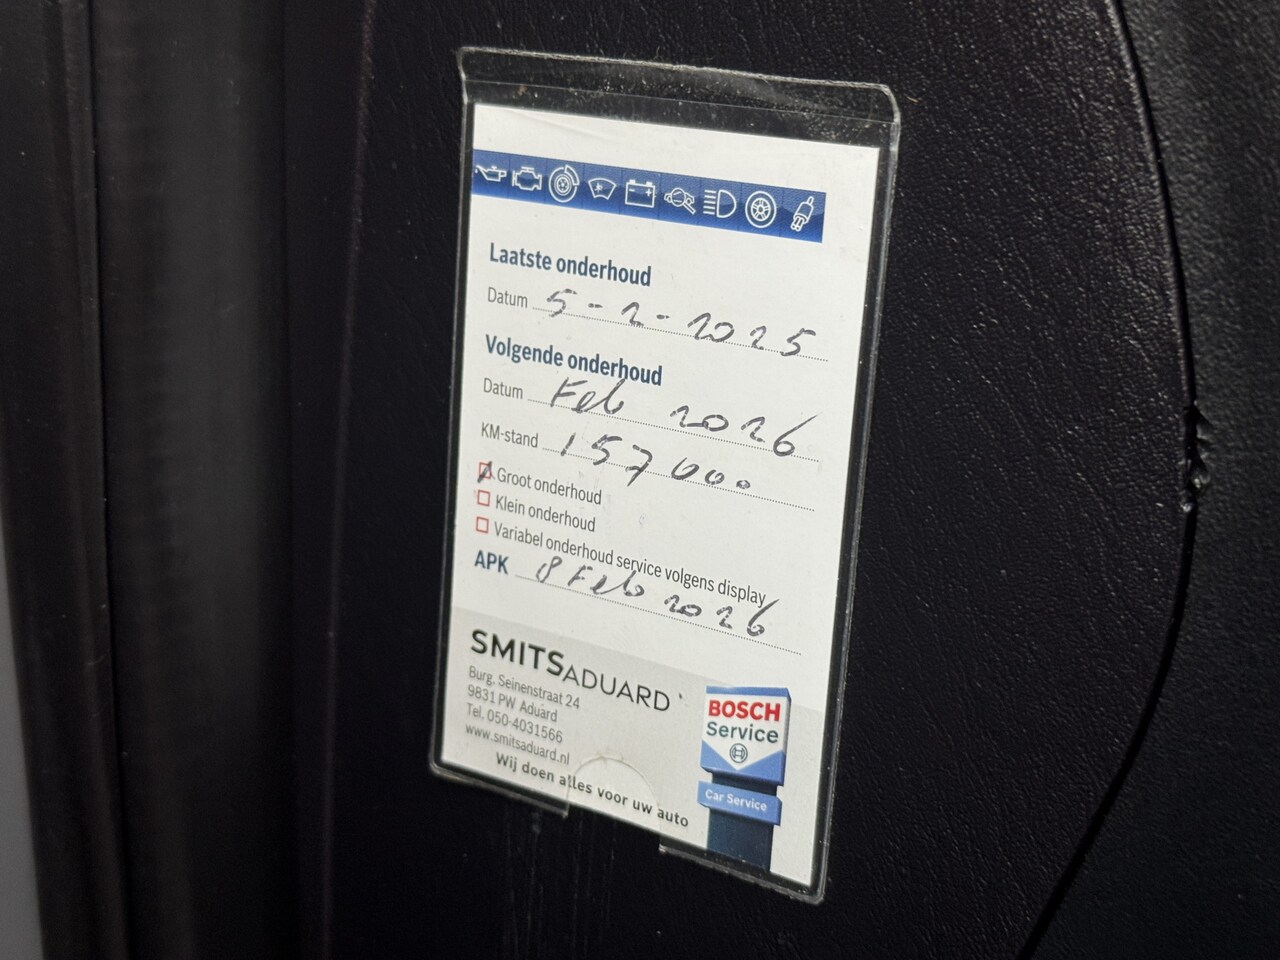 Laatste onderhoud
Datum 5-2-2025
Volgende onderhoud
Datum Feb 2026
KM-stand 157000
Groot onderhoud
Klein onderhoud
Variabel onderhoud service volgens display
APK 8 Feb 2026
SMITSADUARD
Burg. Seinenstraat 24
9831 PW Aduard
Tel. 050-4031566
www.smitsaduard.nl
Wij doen alles voor uw auto
BOSCH
Service
Car Service